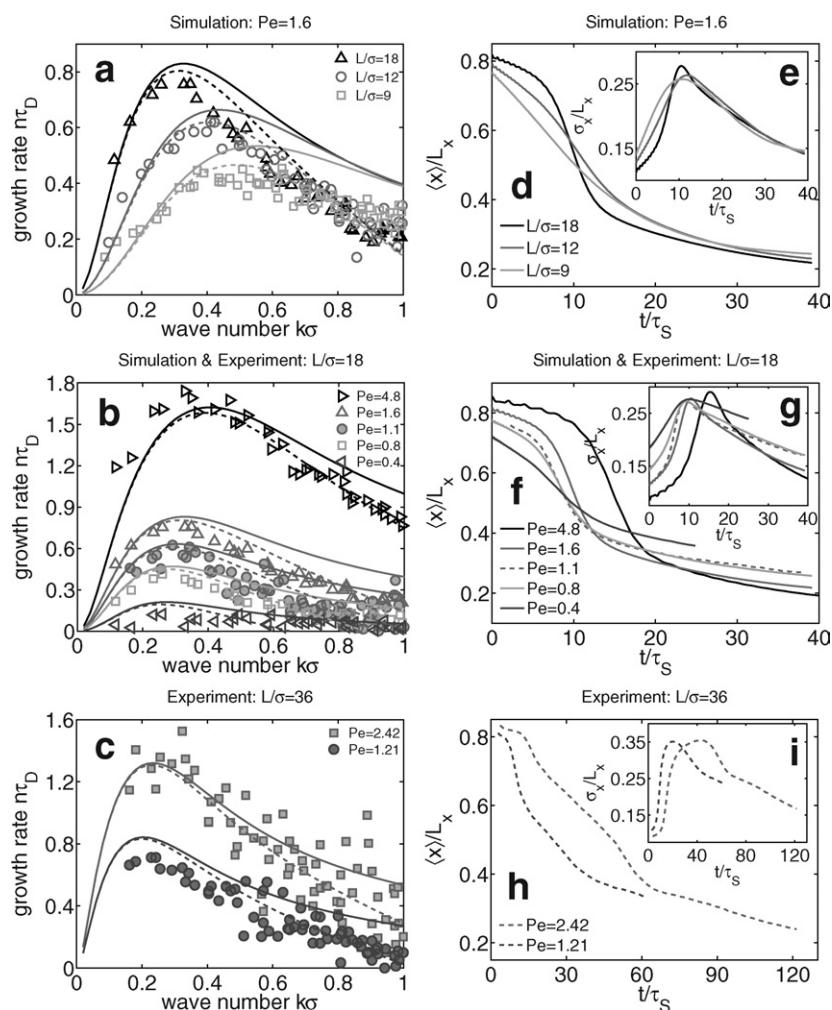 Simulation: Pe=1.6
a
L/σ=18
L/σ=12
L/σ=9
growth rate nτ_D
0.8
0.6
0.4
0.2
0
0 0.2 0.4 0.6 0.8 1
wave number kσ
d
⟨x⟩/L_x
0.8
0.6
0.4
0.2
L/σ=18
L/σ=12
L/σ=9
0 10 20 30 40
t/τ_S
e
σ_x/L_x
0.25
0.15
0 10 20 30 40
t/τ_S
Simulation & Experiment: L/σ=18
b
Pe=4.8
Pe=1.6
Pe=1.1
Pe=0.8
Pe=0.4
growth rate nτ_D
1.8
1.5
1.2
0.9
0.6
0.3
0
0 0.2 0.4 0.6 0.8 1
wave number kσ
Simulation & Experiment: L/σ=18
f
⟨x⟩/L_x
0.8
0.6
0.4
0.2
Pe=4.8
Pe=1.6
Pe=1.1
Pe=0.8
Pe=0.4
0 10 20 30 40
t/τ_S
g
σ_x/L_x
0.25
0.15
0 10 20 30 40
t/τ_S
Experiment: L/σ=36
c
Pe=2.42
Pe=1.21
growth rate nτ_D
1.6
1.2
0.8
0.4
0
0 0.2 0.4 0.6 0.8 1
wave number kσ
Experiment: L/σ=36
h
⟨x⟩/L_x
0.8
0.6
0.4
0.2
Pe=2.42
Pe=1.21
0 30 60 90 120
t/τ_S
i
σ_x/L_x
0.35
0.25
0.15
0 40 80 120
t/τ_S
Simulation: Pe=1.6